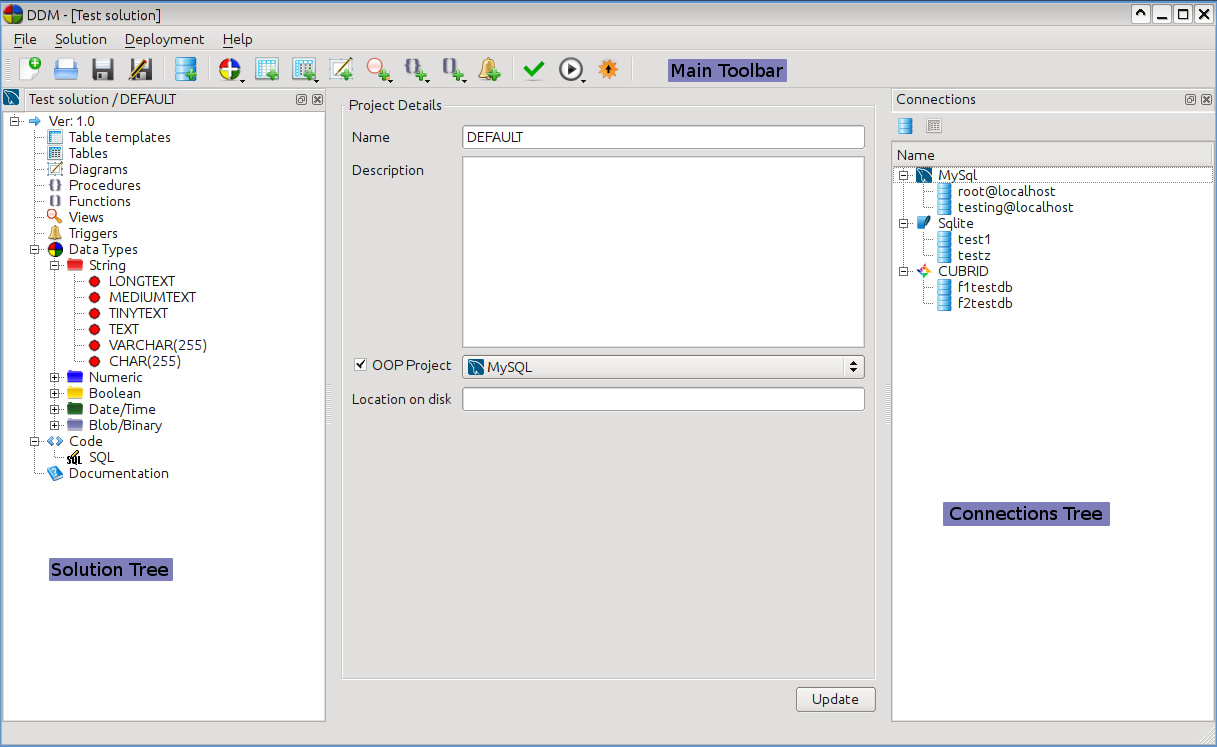 DDM - [Test solution]
File Solution Deployment Help
Main Toolbar
Test solution / DEFAULT
Ver: 1.0
Table templates
Tables
Diagrams
Procedures
Functions
Views
Triggers
Data Types
String
LONGTEXT
MEDIUMTEXT
TINYTEXT
TEXT
VARCHAR(255)
CHAR(255)
Numeric
Boolean
Date/Time
Blob/Binary
Code
SQL
SQL
Documentation
Solution Tree
Project Details
Name DEFAULT
Description
OOP Project MySQL
Location on disk
Update
Connections
Name
MySql
root@localhost
testing@localhost
Sqlite
test1
testz
CUBRID
f1testdb
f2testdb
Connections Tree